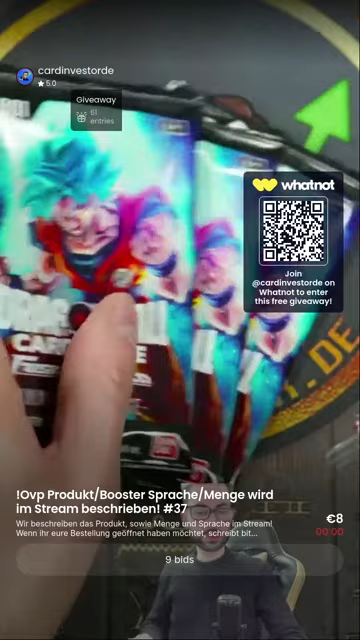 cardinvestorde
★ 5.0
Giveaway
61
entries
whatnot
Join
@cardinvestorde on
Whatnot to enter
this free giveaway!
CARD
.DE
!Ovp Produkt/Booster Sprache/Menge wird
im Stream beschrieben! #37
Wir beschreiben das Produkt, sowie Menge und Sprache im Stream!
Wenn ihr eure Bestellung geöffnet haben möchtet, schreibt bit...
€8
00:00
9 bids